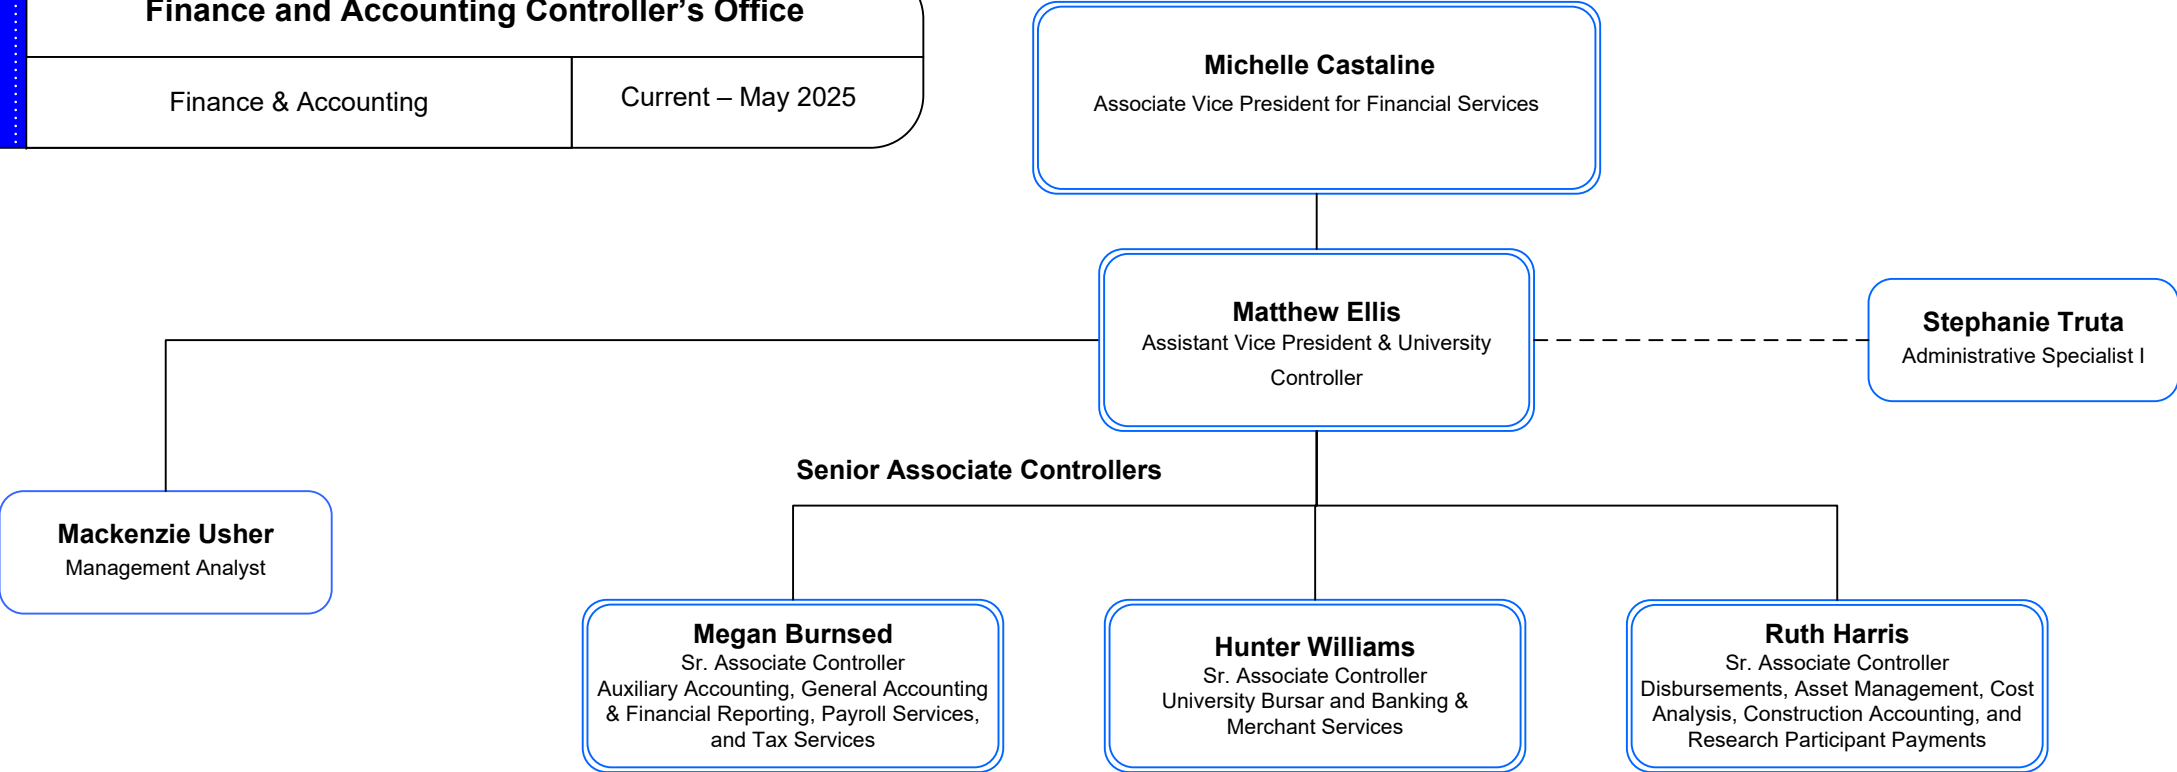 Finance and Accounting Controller’s Office
Finance & Accounting
Current – May 2025
Michelle Castaline
Associate Vice President for Financial Services
Matthew Ellis
Assistant Vice President & University
Controller
Stephanie Truta
Administrative Specialist I
Senior Associate Controllers
Mackenzie Usher
Management Analyst
Megan Burnsed
Sr. Associate Controller
Auxiliary Accounting, General Accounting
& Financial Reporting, Payroll Services,
and Tax Services
Hunter Williams
Sr. Associate Controller
University Bursar and Banking &
Merchant Services
Ruth Harris
Sr. Associate Controller
Disbursements, Asset Management, Cost
Analysis, Construction Accounting, and
Research Participant Payments